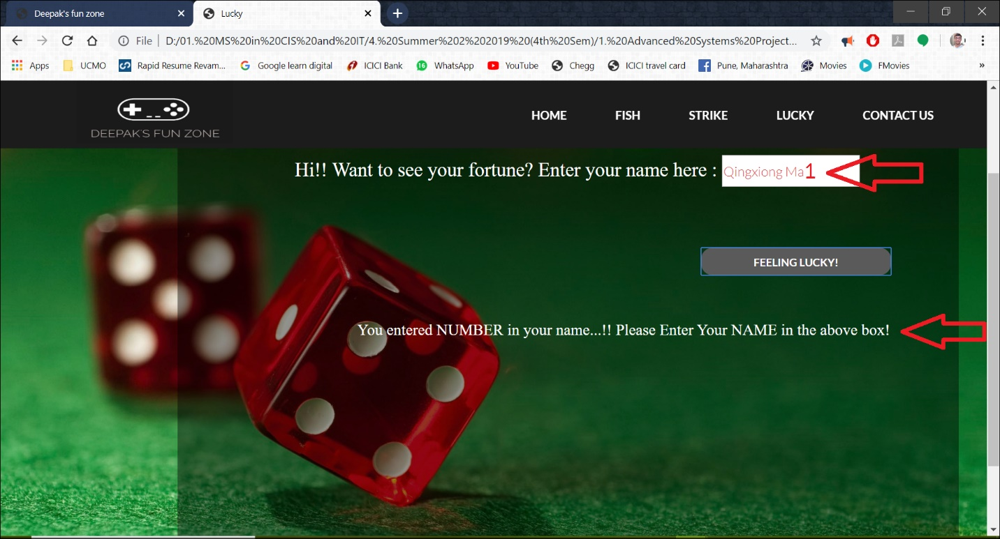 Deepak's fun zone
Lucky
File
D:/01.%20MS%20in%20CIS%20and%20IT/4.%20Summer%202%202019%20(4th%20Sem)/1.%20Advanced%20Systems%20Project...
Apps
UCMO
Rapid Resume Revam...
Google learn digital
ICICI Bank
16
WhatsApp
YouTube
Chegg
ICICI travel card
Pune, Maharashtra
Movies
FMovies
»
DEEPAK'S FUN ZONE
HOME
FISH
STRIKE
LUCKY
CONTACT US
Hi!! Want to see your fortune? Enter your name here : Qingxiong Ma1
FEELING LUCKY!
You entered NUMBER in your name...!! Please Enter Your NAME in the above box!